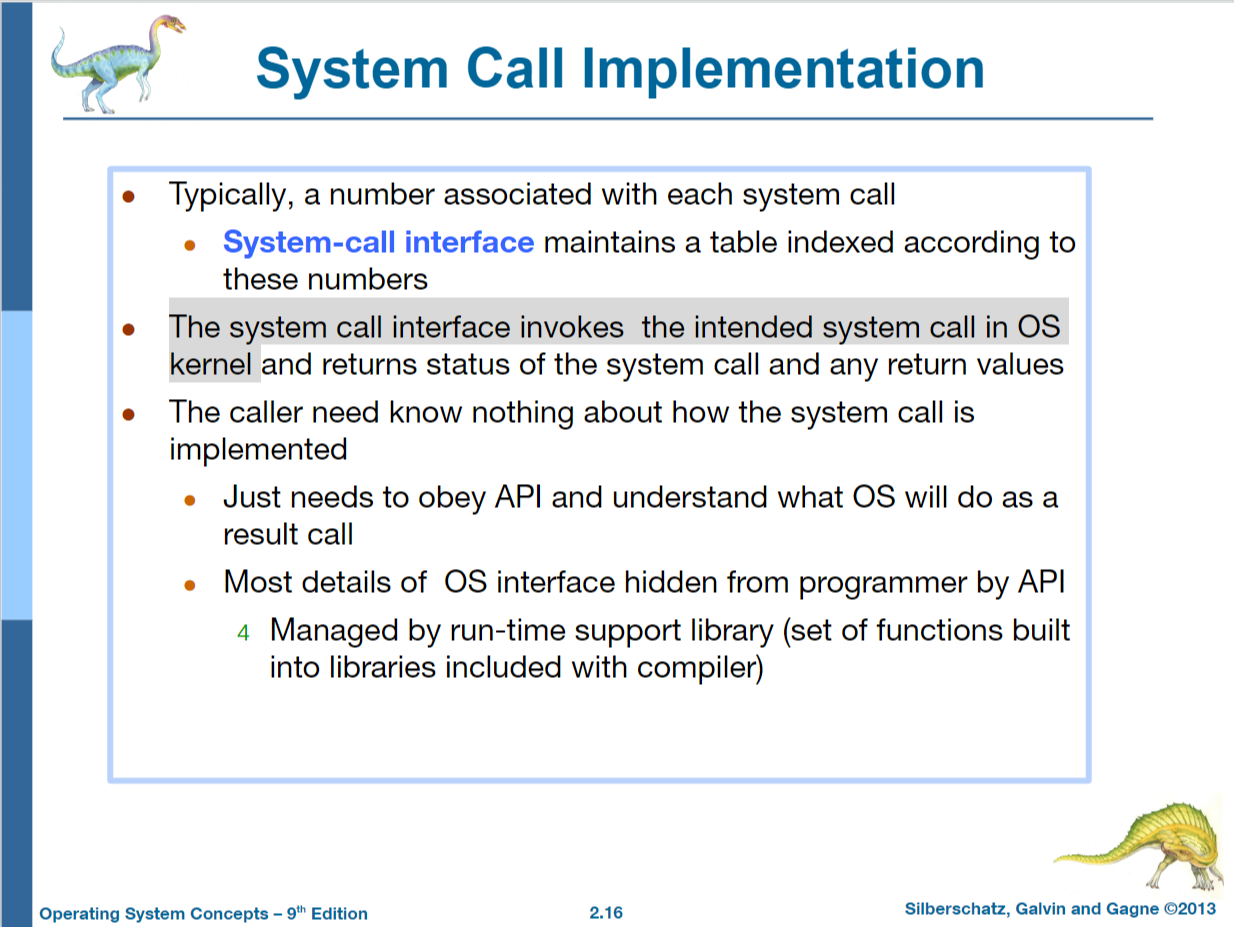 System Call Implementation
Typically, a number associated with each system call
System-call interface maintains a table indexed according to
these numbers
The system call interface invokes  the intended system call in OS
kernel and returns status of the system call and any return values
The caller need know nothing about how the system call is
implemented
Just needs to obey API and understand what OS will do as a
result call
Most details of  OS interface hidden from programmer by API
4 Managed by run-time support library (set of functions built
into libraries included with compiler)
Operating System Concepts – 9th Edition
2.16
Silberschatz, Galvin and Gagne ©2013